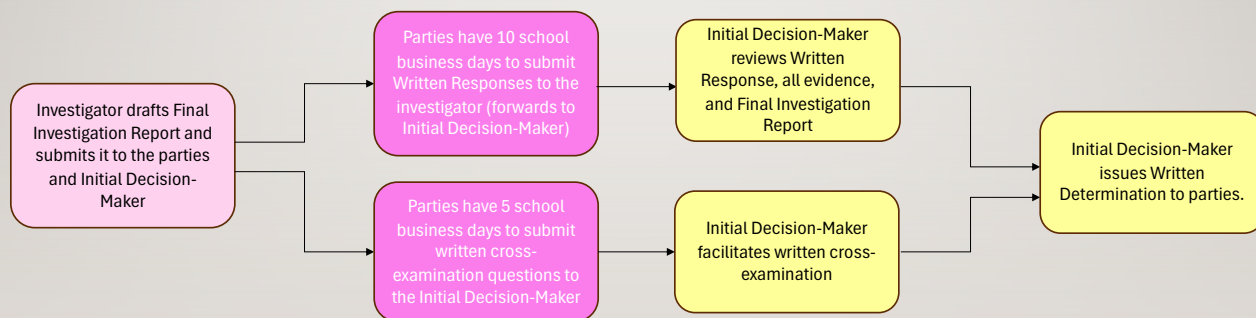 Investigator drafts Final
Investigation Report and
submits it to the parties
and Initial Decision-
Maker
Parties have 10 school
business days to submit
Written Responses to the
investigator (forwards to
Initial Decision-Maker)
Initial Decision-Maker
reviews Written
Response, all evidence,
and Final Investigation
Report
Parties have 5 school
business days to submit
written cross-
examination questions to
the Initial Decision-Maker
Initial Decision-Maker
facilitates written cross-
examination
Initial Decision-Maker
issues Written
Determination to parties.